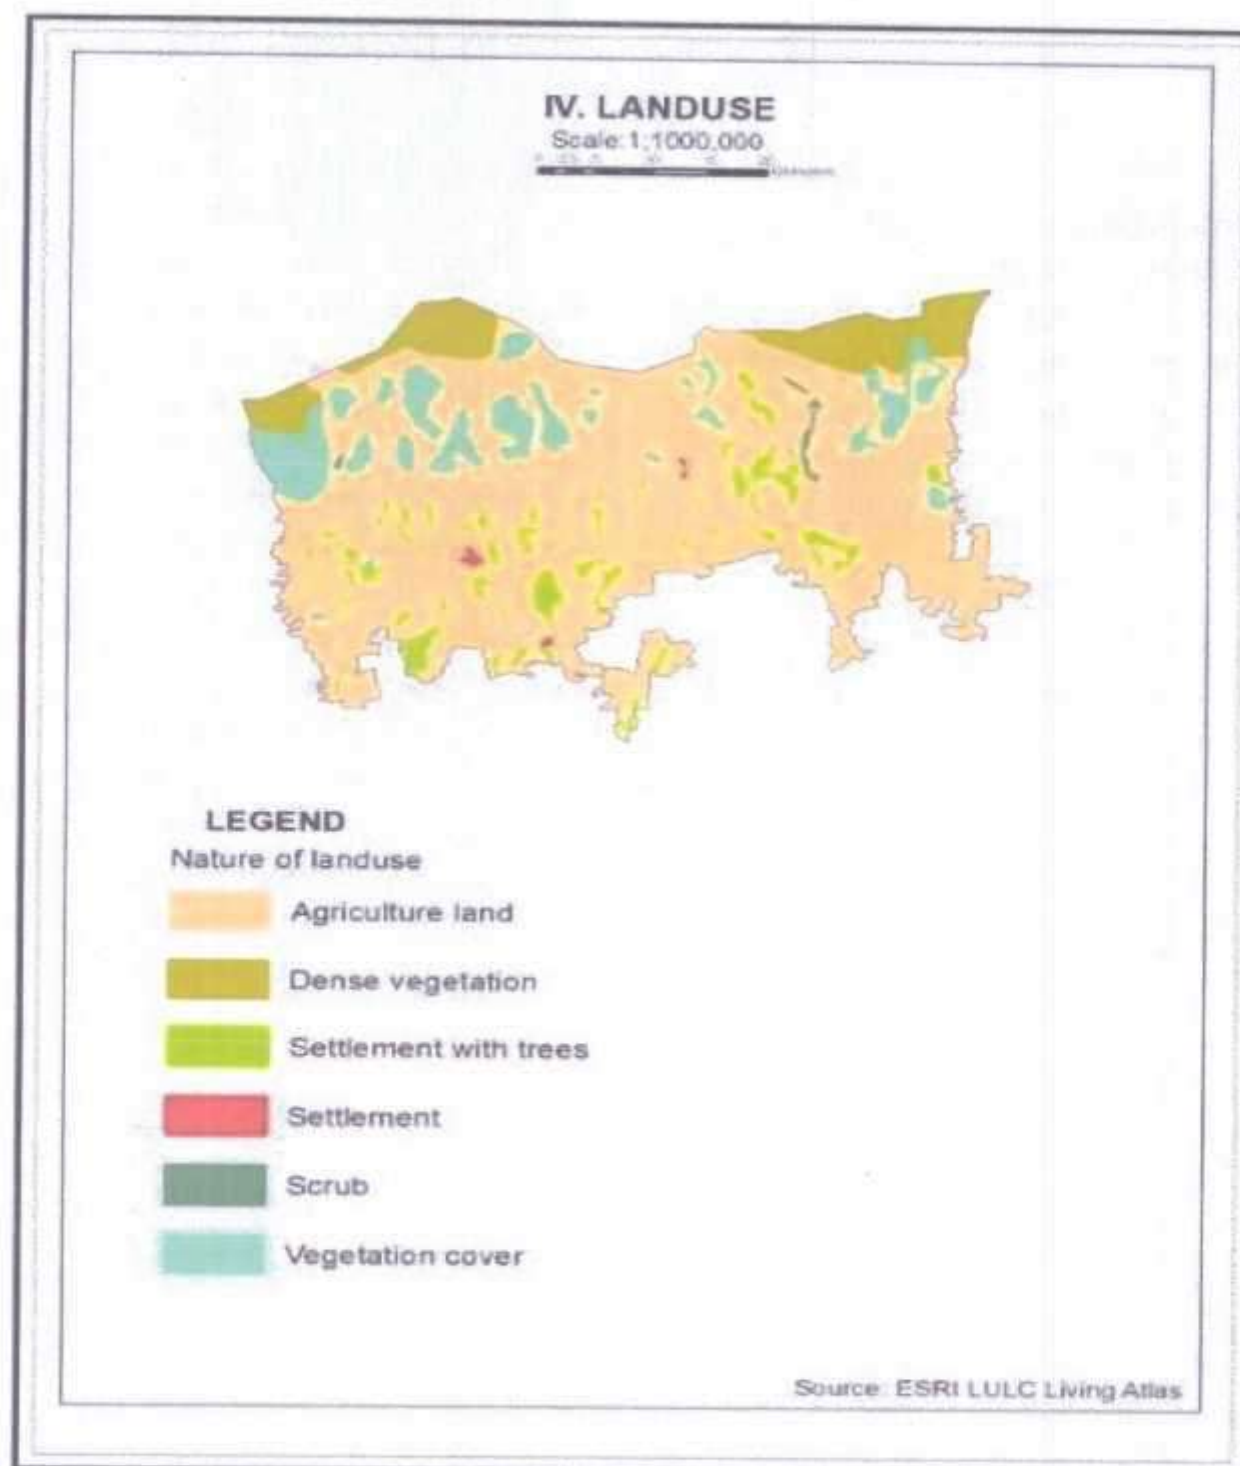 IV. LANDUSE
Scale:1:1000,000
LEGEND
Nature of landuse
Agriculture land
Dense vegetation
Settlement with trees
Settlement
Scrub
Vegetation cover
Source: ESRI LULC Living Atlas